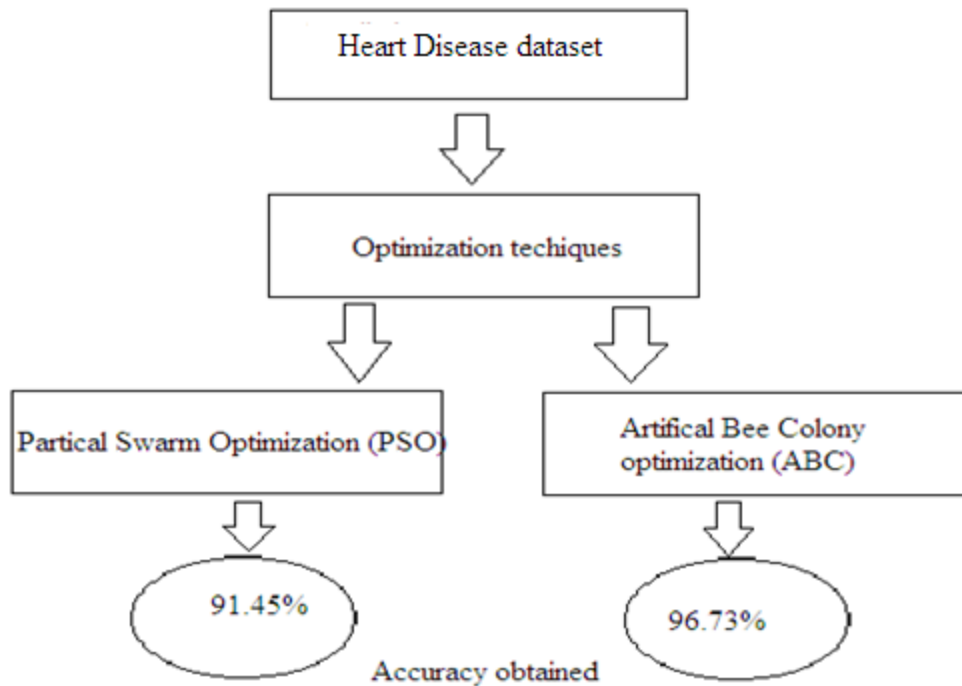 Heart Disease dataset
Optimization techiques
Partical Swarm Optimization (PSO)
Artifical Bee Colony
optimization (ABC)
91.45%
96.73%
Accuracy obtained